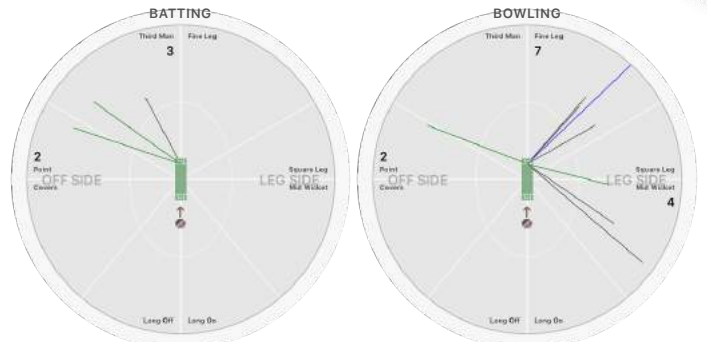 BATTING
Third Man Fine Leg
3
2
Point
Covers
OFF SIDE
Square Leg
Mid Wicket
LEG SIDE
Long Off Long On
BOWLING
Third Man Fine Leg
7
2
Point
Covers
OFF SIDE
Square Leg
Mid Wicket
LEG SIDE
4
Long Off Long On